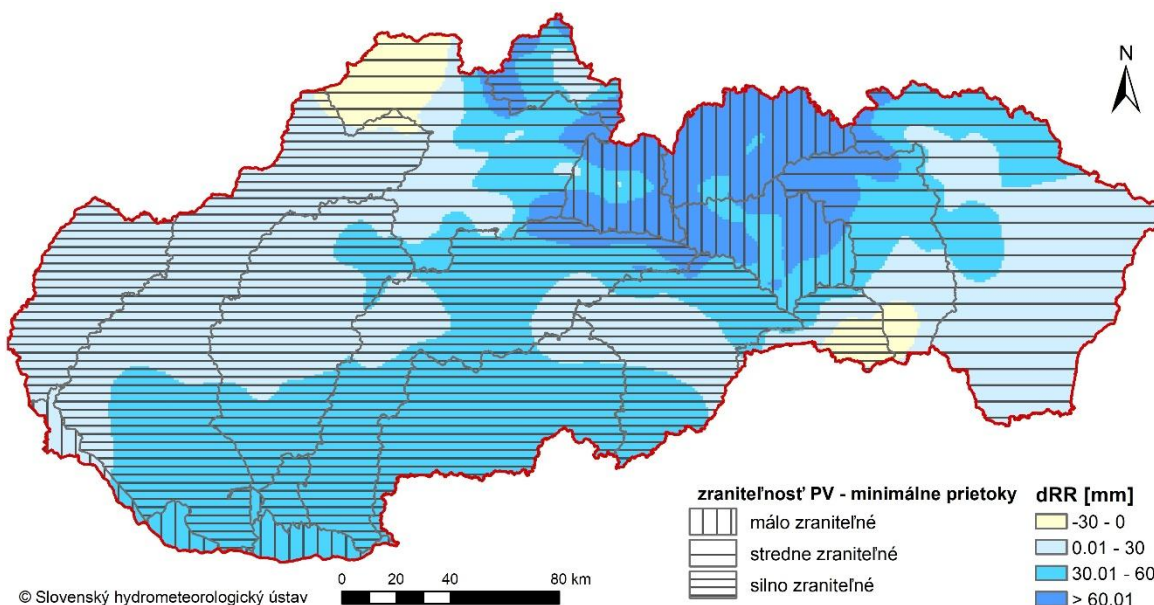 N
zraniteľnosť PV - minimálne prietoky
málo zraniteľné
stredne zraniteľné
silno zraniteľné
dRR [mm]
-30 - 0
0.01 - 30
30.01 - 60
> 60.01
0 20 40 80 km
© Slovenský hydrometeorologický ústav